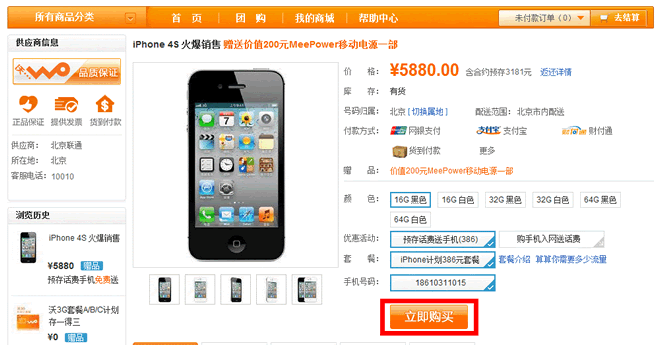 所有商品分类 首 页 团 购 我的商城 帮助中心 未付款订单（0） 去结算
供应商信息
品质保证
正品保证 提供发票 货到付款
供应商： 北京联通
所在地： 北京
客服电话：10010
浏览历史
iPhone 4S 火爆销售
¥5880 赠品
预存话费手机免费送
沃3G套餐A/B/C计划
存一得三
¥0 赠品
iPhone 4S 火爆销售 赠送价值200元MeePower移动电源一部
价 格： ¥5880.00 含合约预存3181元 返还详情
库 存： 有货
号码归属： 北京 [切换属地] 配送范围：北京市内配送
付款方式： 网银支付 支付宝 财付通
货到付款 更多
赠 品： 价值200元MeePower移动电源一部
颜 色： 16G 黑色 16G 白色 32G 黑色 32G 白色 64G 黑色
64G 白色
优惠活动： 预存话费送手机(386) 购手机入网送话费
套 餐： iPhone计划386元套餐 套餐介绍 算算你需要多少流量
手机号码： 18610311015
立即购买